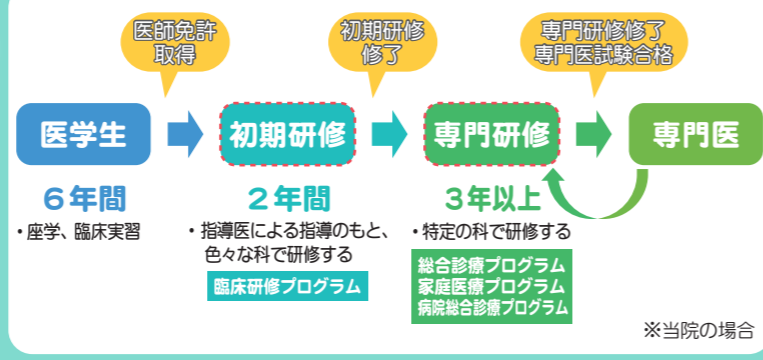 医師免許
取得
初期研修
修了
専門研修修了
専門医試験合格
医学生
初期研修
専門研修
専門医
6年間
2年間
3年以上
・座学、臨床実習
・指導医による指導のもと、
色々な科で研修する
・特定の科で研修する
臨床研修プログラム
総合診療プログラム
家庭医療プログラム
病院総合診療プログラム
※当院の場合